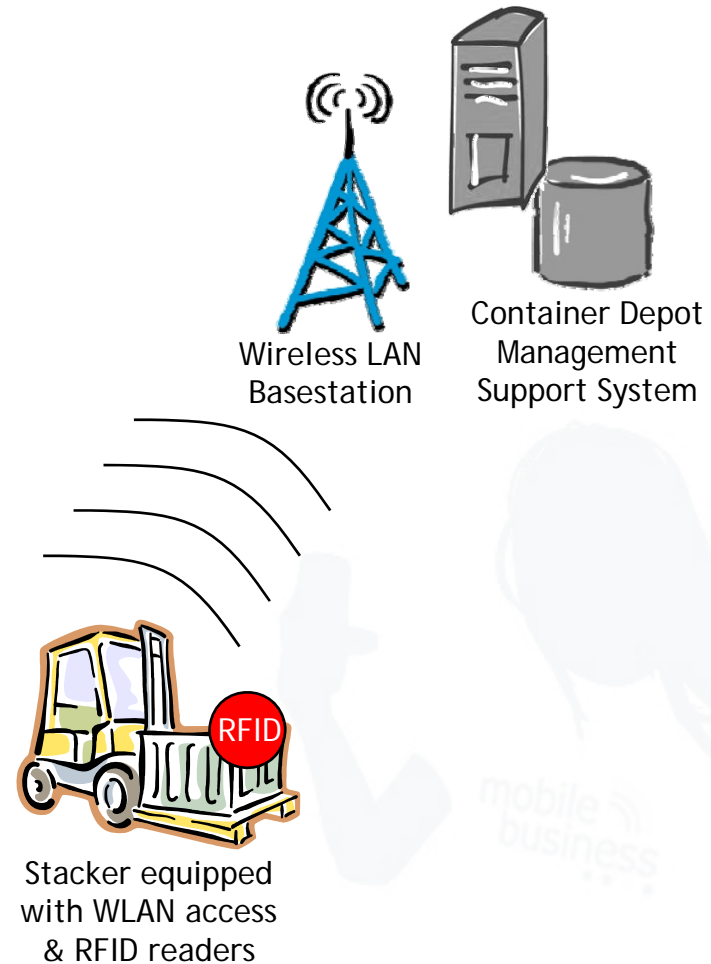 Container Depot
Management
Support System
Wireless LAN
Basestation
RFID
mobile
business
Stacker equipped
with WLAN access
& RFID readers